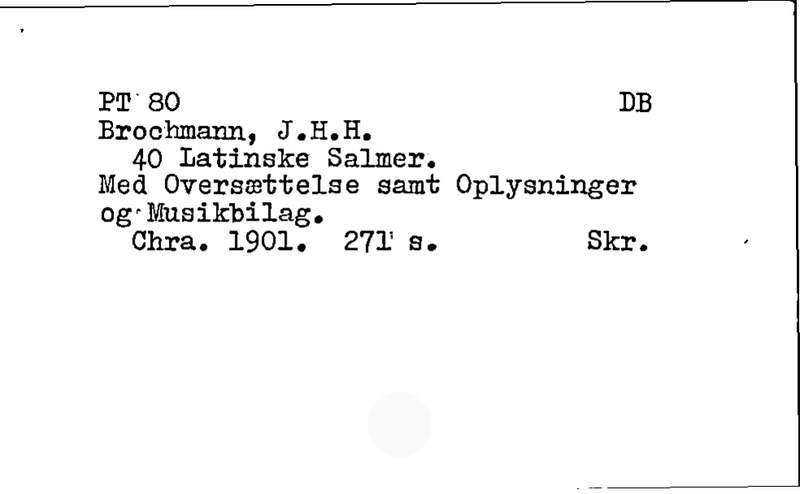 PT 80 DB
Brochmann, J.H.H.
40 Latinske Salmer.
Med Oversættelse samt Oplysninger
og Musikbilag.
Chra. 1901. 271 s. Skr.